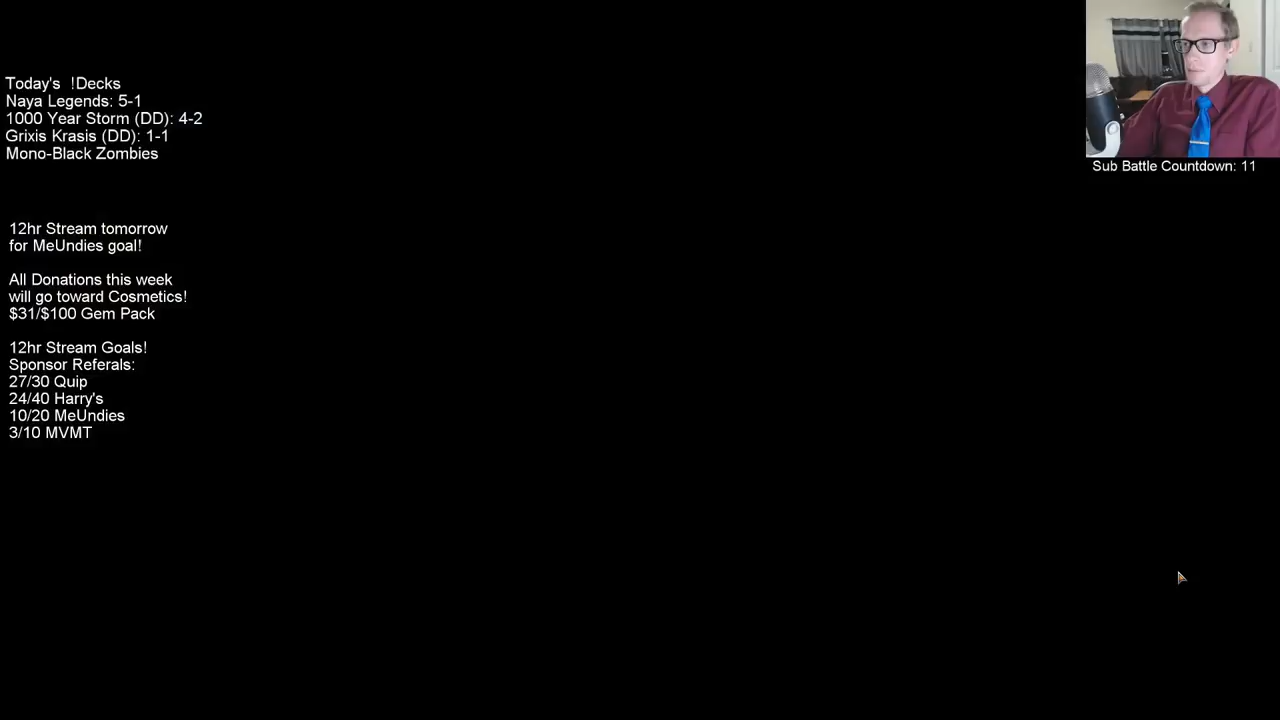 Today's !Decks
Naya Legends: 5-1
1000 Year Storm (DD): 4-2
Grixis Krasis (DD): 1-1
Mono-Black Zombies
Sub Battle Countdown: 11
12hr Stream tomorrow
for MeUndies goal!
All Donations this week
will go toward Cosmetics!
$31/$100 Gem Pack
12hr Stream Goals!
Sponsor Referals:
27/30 Quip
24/40 Harry's
10/20 MeUndies
3/10 MVMT